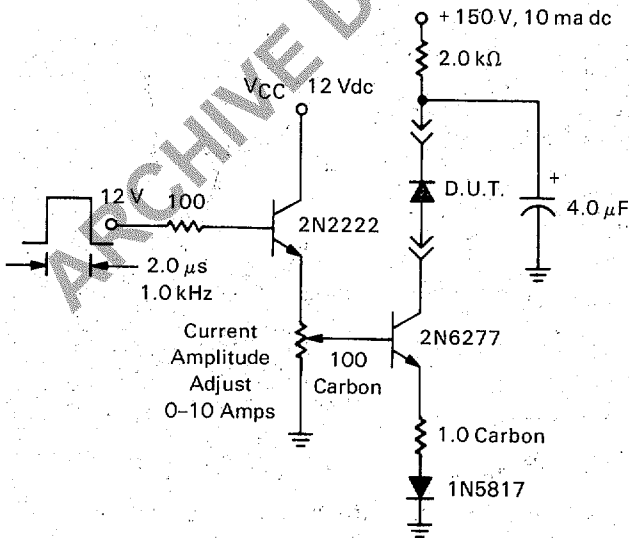 + 150 V, 10 ma dc
2.0 kΩ
VCC 12 Vdc
12 V
100
2N2222
D.U.T.
+
4.0 μF
2.0 μs
1.0 kHz
Current
Amplitude
Adjust
0–10 Amps
100
Carbon
2N6277
1.0 Carbon
1N5817
ARCHIVE D